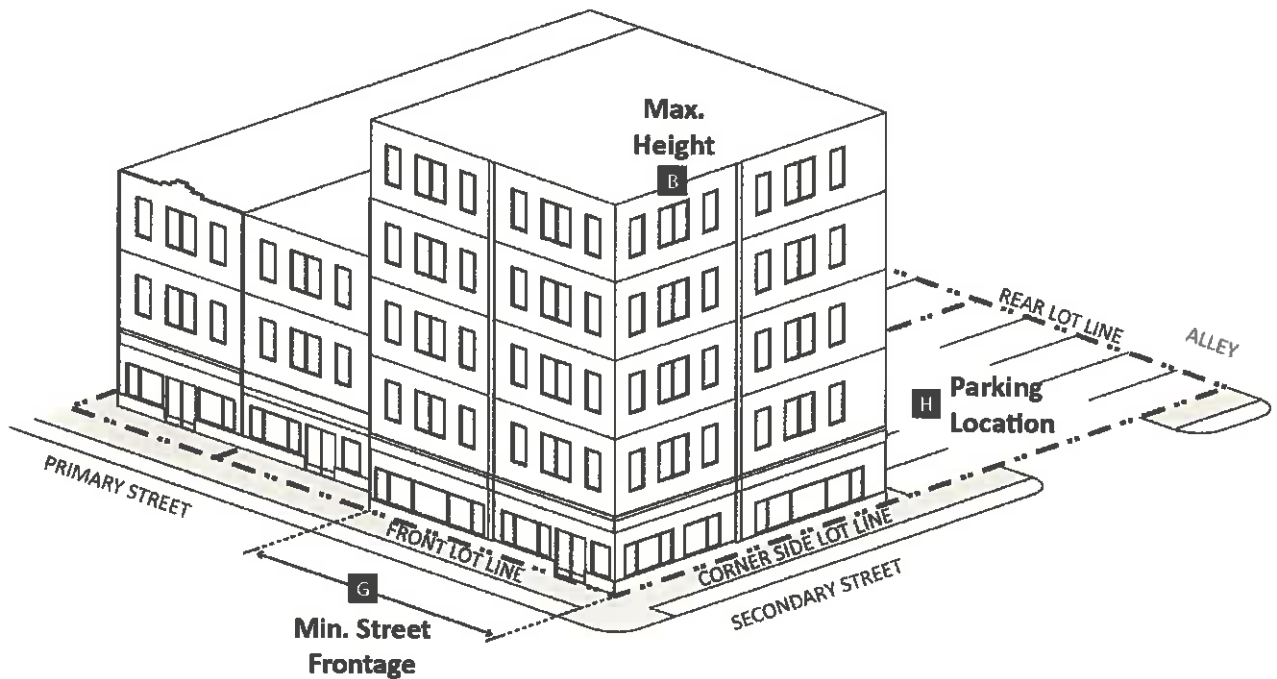 Max.
Height
B
REAR LOT LINE
ALLEY
H
Parking
Location
PRIMARY STREET
FRONT LOT LINE
CORNER SIDE LOT LINE
SECONDARY STREET
G
Min. Street
Frontage